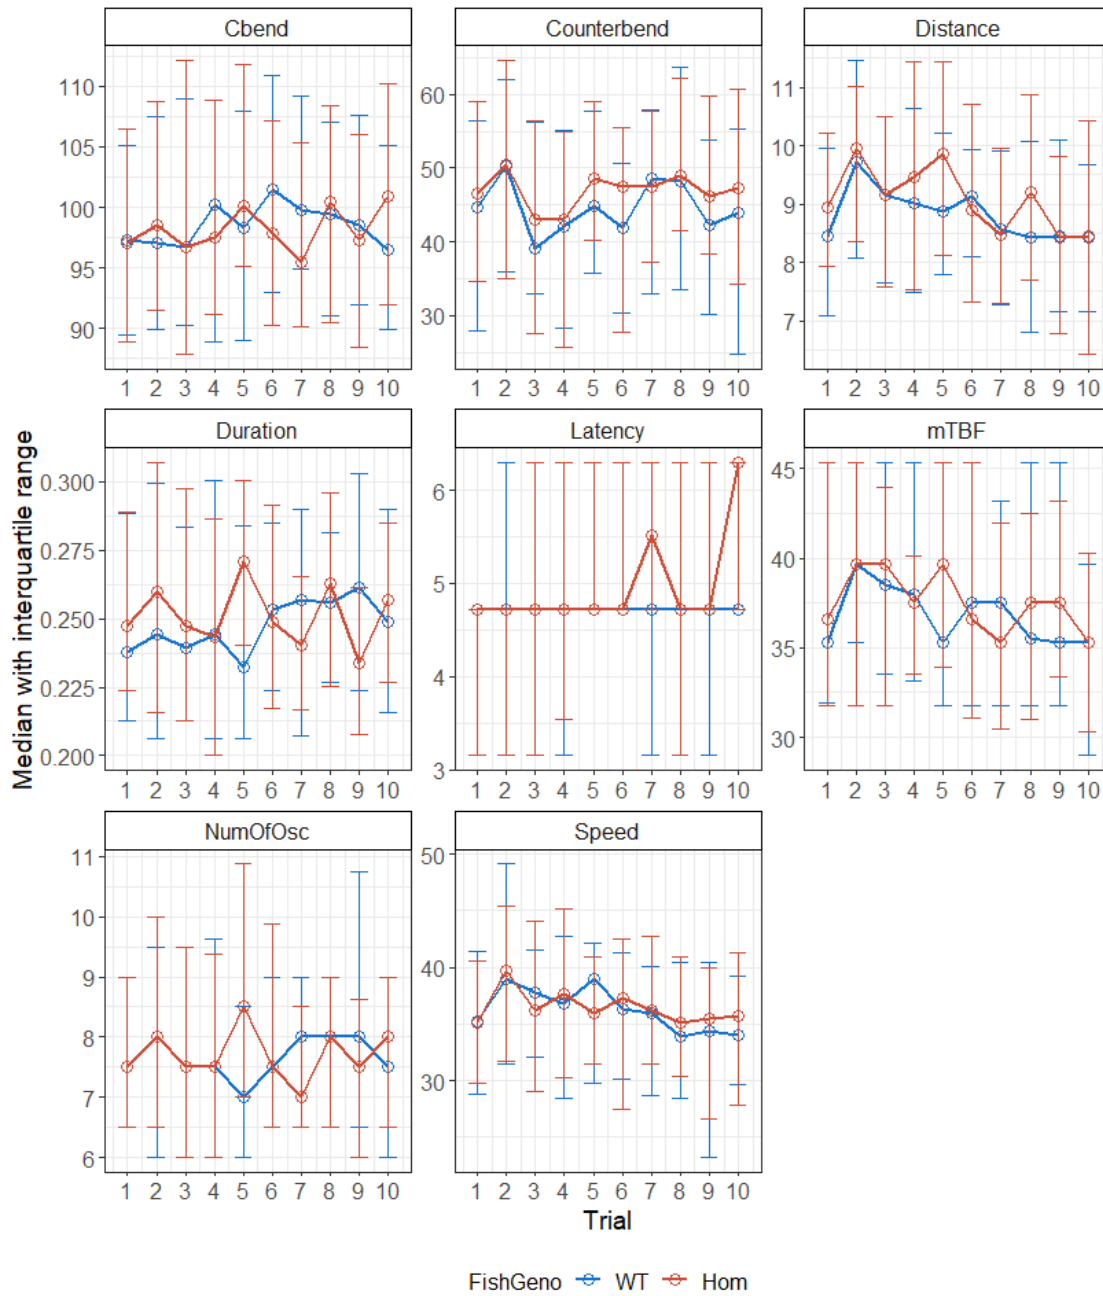 Cbend Counterbend Distance
110
105
100
95
90
60
50
40
30
11
10
9
8
7
1 2 3 4 5 6 7 8 9 10
1 2 3 4 5 6 7 8 9 10
1 2 3 4 5 6 7 8 9 10
Median with interquartile range
Duration Latency mTBF
0.300
0.275
0.250
0.225
0.200
6
5
4
3
45
40
35
30
1 2 3 4 5 6 7 8 9 10
1 2 3 4 5 6 7 8 9 10
1 2 3 4 5 6 7 8 9 10
NumOfOsc Speed
11
10
9
8
7
6
50
40
30
1 2 3 4 5 6 7 8 9 10
1 2 3 4 5 6 7 8 9 10
Trial
FishGeno WT Hom